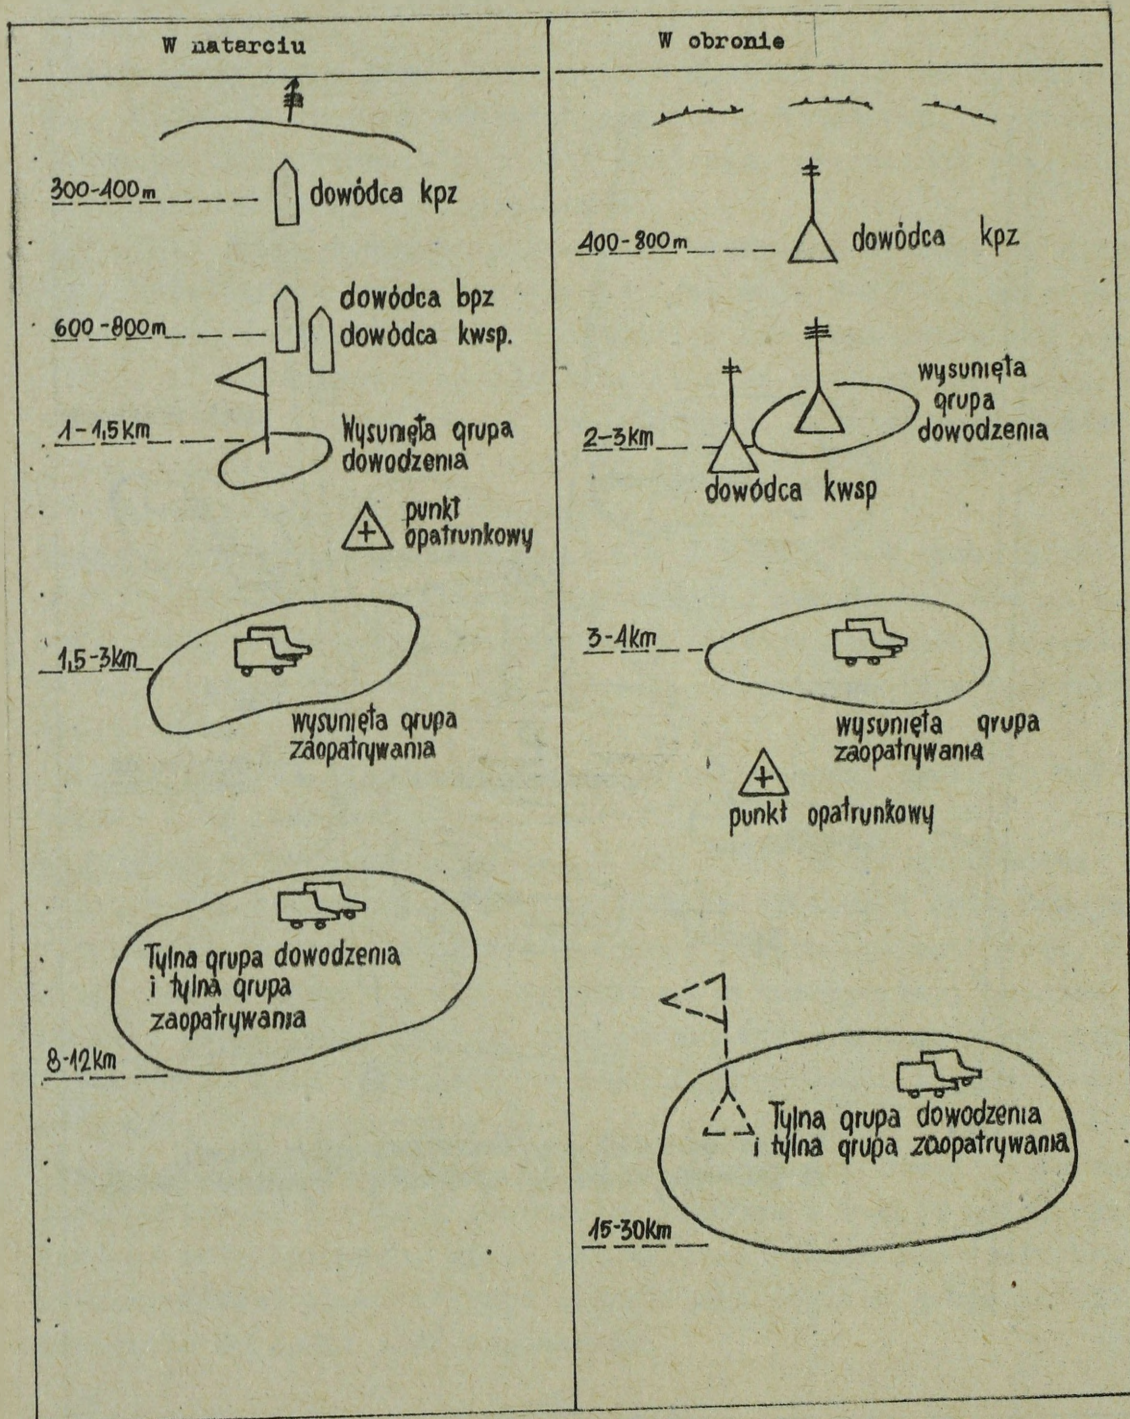 W natarciu
300-400m
dowódca kpz
600-800m
dowódca bpz
dowódca kwsp.
1-1,5km
Wysunięta grupa
dowodzenia
punkt
opatrunkowy
1,5-3km
wysunięta grupa
zaopatrywania
Tylna grupa dowodzenia
i tylna grupa
zaopatrywania
8-12km
W obronie
400-800m
dowódca kpz
wysunięta
grupa
dowodzenia
2-3km
dowódca kwsp
3-4km
wysunięta grupa
zaopatrywania
punkt opatrunkowy
Tylna grupa dowodzenia
i tylna grupa zaopatrywania
15-30km